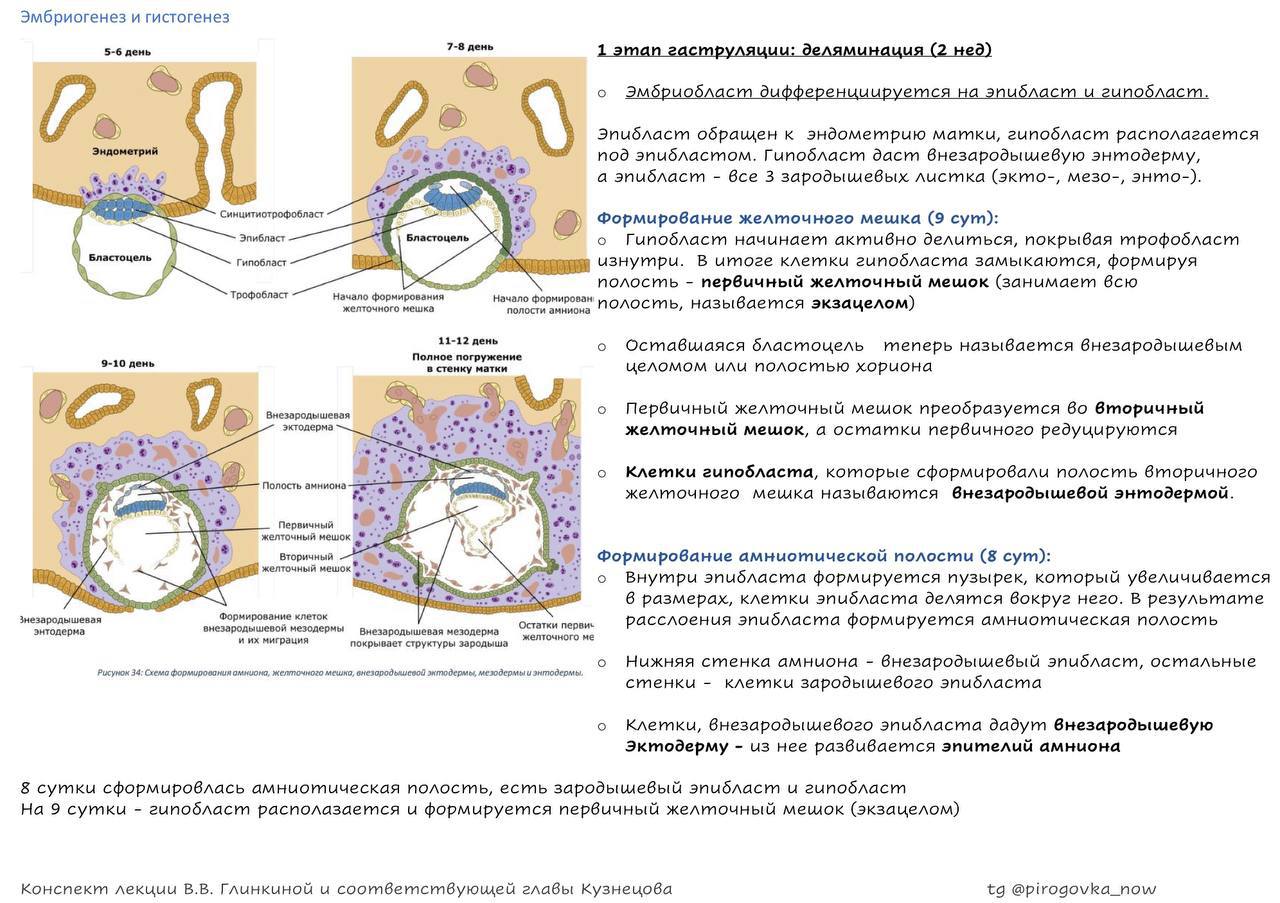 Эмбриогенез и гистогенез
5-6 день
7-8 день
Эндометрий
Синцитиотрофобласт
Эпибласт
Бластоцель
Бластоцель
Гипобласт
Трофобласт
Начало формирования
желточного мешка
Начало формирован
полости амниона
9-10 день
11-12 день
Полное погружение
в стенку матки
Внезародышевая
эктодерма
Полость амниона
Первичный
желточный мешок
Вторичный
желточный мешок
Внезародышевая
энтодерма
Формирование клеток
внезародышевой мезодермы
и их миграция
Внезародышевая мезодерма
покрывает структуры зародыша
Остатки первич
желточного ме
Рисунок 34: Схема формирования амниона, желточного мешка, внезародышевой эктодермы, мезодермы и энтодермы.
1 этап гаструляции: деляминация (2 нед)
o Эмбриобласт дифференциируется на эпибласт и гипобласт.
Эпибласт обращен к эндометрию матки, гипобласт располагается
под эпибластом. Гипобласт даст внезародышевую энтодерму,
а эпибласт - все 3 зародышевых листка (экто-, мезо-, энто-).
Формирование желточного мешка (9 сут):
o Гипобласт начинает активно делиться, покрывая трофобласт
изнутри. В итоге клетки гипобласта замыкаются, формируя
полость - первичный желточный мешок (занимает всю
полость, называется экзацелом)
o Оставшаяся бластоцель теперь называется внезародышевым
целомом или полостью хориона
o Первичный желточный мешок преобразуется во вторичный
желточный мешок, а остатки первичного редуцируются
o Клетки гипобласта, которые сформировали полость вторичного
желточного мешка называются внезародышевой энтодермой.
Формирование амниотической полости (8 сут):
o Внутри эпибласта формируется пузырек, который увеличивается
в размерах, клетки эпибласта делятся вокруг него. В результате
расслоения эпибласта формируется амниотическая полость
o Нижняя стенка амниона - внезародышевый эпибласт, остальные
стенки - клетки зародышевого эпибласта
o Клетки, внезародышевого эпибласта дадут внезародышевую
Эктодерму - из нее развивается эпителий амниона
8 сутки сформировлась амниотическая полость, есть зародышевый эпибласт и гипобласт
На 9 сутки - гипобласт располазается и формируется первичный желточный мешок (экзацелом)
Конспект лекции В.В. Глинкиной и соответствующей главы Кузнецова
tg @pirogovka_now